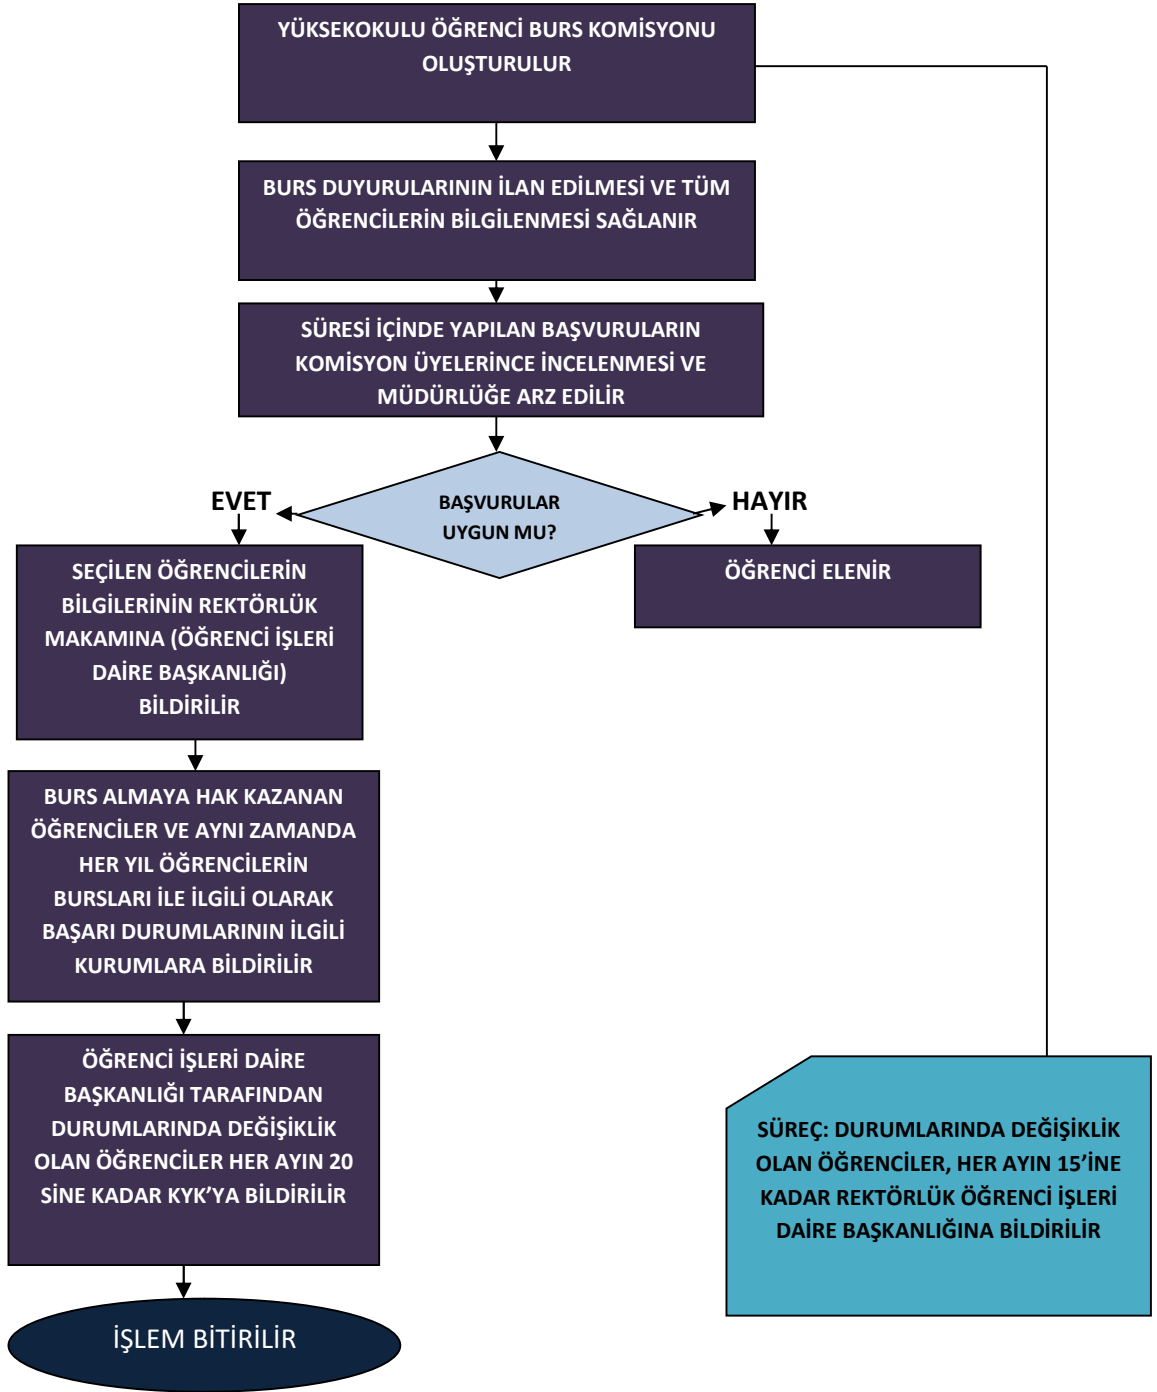 YÜKSEKOKULU ÖĞRENCİ BURS KOMİSYONU
OLUŞTURULUR
BURS DUYURULARININ İLAN EDİLMESİ VE TÜM
ÖĞRENCİLERİN BİLGİLENMESİ SAĞLANIR
SÜRESİ İÇİNDE YAPILAN BAŞVURULARIN
KOMİSYON ÜYELERİNCE İNCELENMESİ VE
MÜDÜRLÜĞE ARZ EDİLİR
BAŞVURULAR
UYGUN MU?
EVET
HAYIR
SEÇİLEN ÖĞRENCİLERİN
BİLGİLERİNİN REKTÖRLÜK
MAKAMINA (ÖĞRENCİ İŞLERİ
DAİRE BAŞKANLIĞI)
BİLDİRİLİR
ÖĞRENCİ ELENİR
BURS ALMAYA HAK KAZANAN
ÖĞRENCİLER VE AYNI ZAMANDA
HER YIL ÖĞRENCİLERİN
BURSLARI İLE İLGİLİ OLARAK
BAŞARI DURUMLARININ İLGİLİ
KURUMLARA BİLDİRİLİR
ÖĞRENCİ İŞLERİ DAİRE
BAŞKANLIĞI TARAFINDAN
DURUMLARINDA DEĞİŞİKLİK
OLAN ÖĞRENCİLER HER AYIN 20
SİNE KADAR KYK’YA BİLDİRİLİR
SÜREÇ: DURUMLARINDA DEĞİŞİKLİK
OLAN ÖĞRENCİLER, HER AYIN 15’İNE
KADAR REKTÖRLÜK ÖĞRENCİ İŞLERİ
DAİRE BAŞKANLIĞINA BİLDİRİLİR
İŞLEM BİTİRİLİR